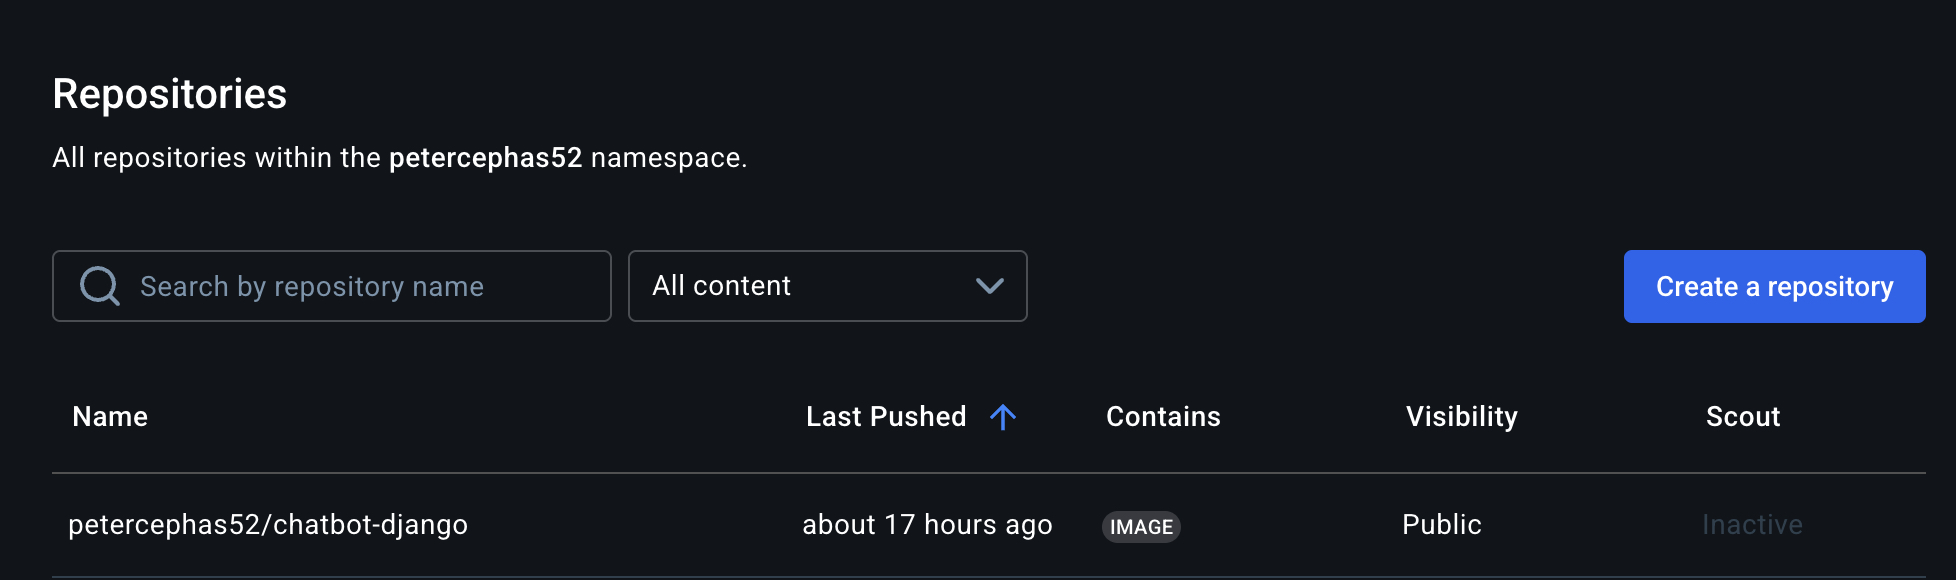 Repositories
All repositories within the petercephas52 namespace.
Search by repository name
All content
Create a repository
Name Last Pushed Contains Visibility Scout
petercephas52/chatbot-django about 17 hours ago IMAGE Public Inactive